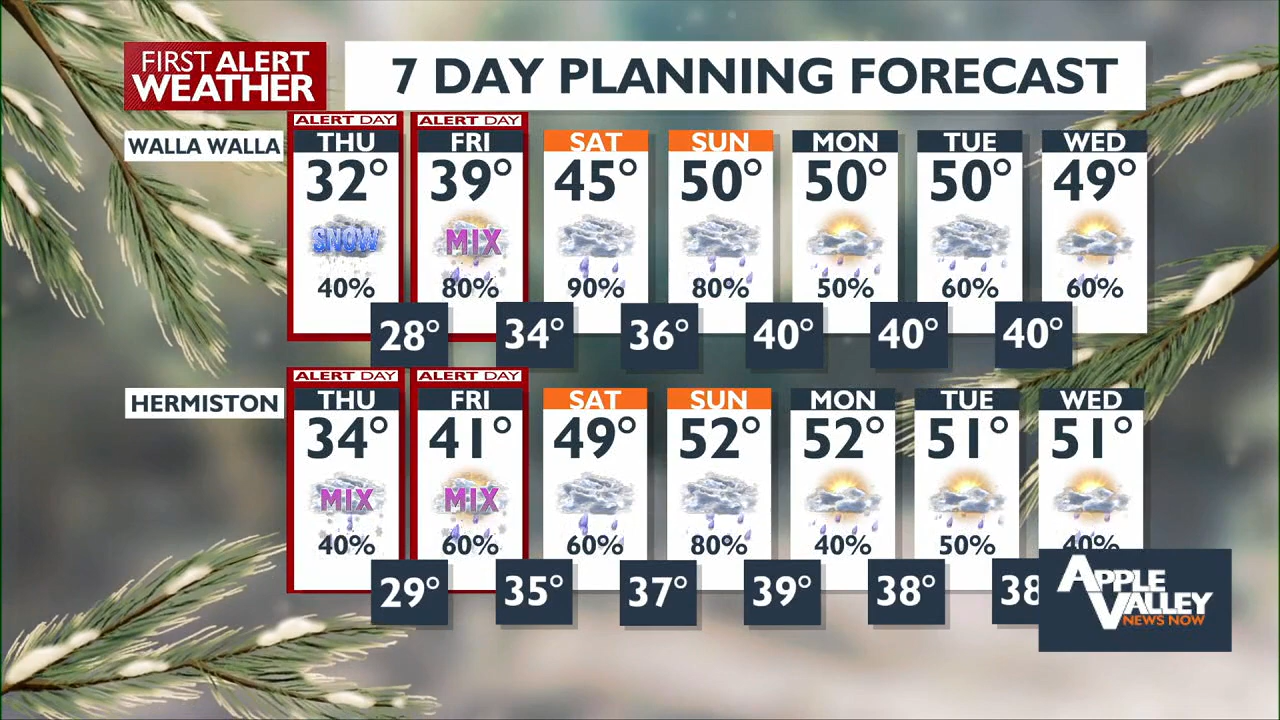 FIRST ALERT
WEATHER
7 DAY PLANNING FORECAST
ALERT DAY ALERT DAY
WALLA WALLA
THU FRI SAT SUN MON TUE WED
32° 39° 45° 50° 50° 50° 49°
SNOW MIX
40% 80% 90% 80% 50% 60% 60%
28° 34° 36° 40° 40° 40°
ALERT DAY ALERT DAY
HERMISTON
THU FRI SAT SUN MON TUE WED
34° 41° 49° 52° 52° 51° 51°
MIX MIX
40% 60% 60% 80% 40% 50% 40%
29° 35° 37° 39° 38° 38
APPLE
VALLEY
NEWS NOW